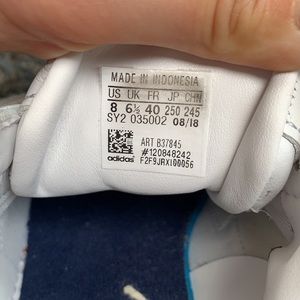 MADE IN INDONESIA
US UK FR JP CHN
8 6½ 40 250 245
SY2 035002 08/18
ART B37845
#120848242
adidas F2F9JRXI00056